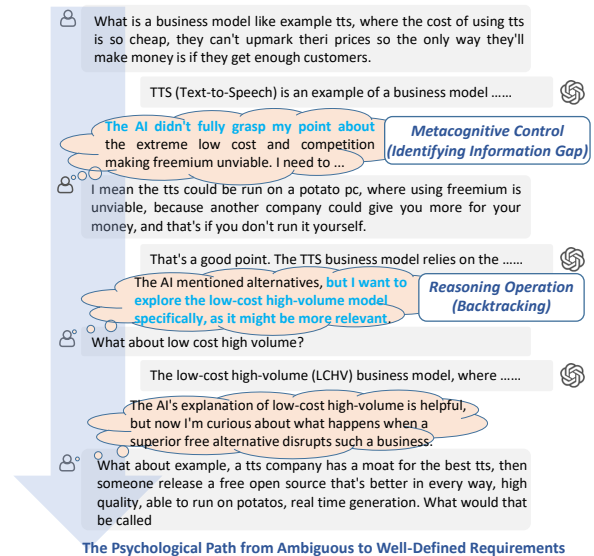 What is a business model like example tts, where the cost of using tts
is so cheap, they can't upmark theri prices so the only way they'll
make money is if they get enough customers.
TTS (Text-to-Speech) is an example of a business model ......
The AI didn't fully grasp my point about
the extreme low cost and competition
making freemium unviable. I need to ...
Metacognitive Control
(Identifying Information Gap)
I mean the tts could be run on a potato pc, where using freemium is
unviable, because another company could give you more for your
money, and that's if you don't run it yourself.
That's a good point. The TTS business model relies on the ......
The AI mentioned alternatives, but I want to
explore the low-cost high-volume model
specifically, as it might be more relevant.
Reasoning Operation
(Backtracking)
What about low cost high volume?
The low-cost high-volume (LCHV) business model, where ......
The AI's explanation of low-cost high-volume is helpful,
but now I'm curious about what happens when a
superior free alternative disrupts such a business.
What about example, a tts company has a moat for the best tts, then
someone release a free open source that's better in every way, high
quality, able to run on potatos, real time generation. What would that
be called
The Psychological Path from Ambiguous to Well-Defined Requirements